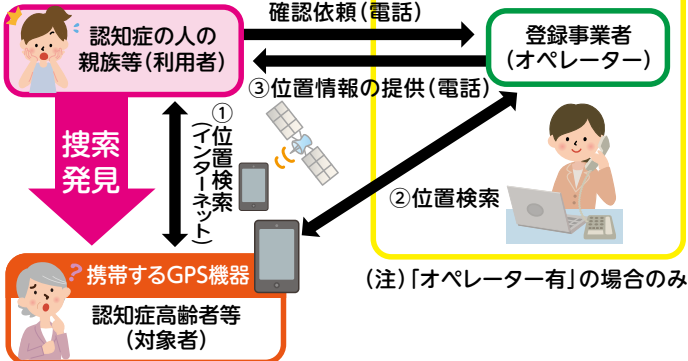 確認依頼(電話)
認知症の人の
親族等(利用者)
登録事業者
(オペレーター)
③位置情報の提供(電話)
①位置検索
(インターネット)
捜索
発見
②位置検索
?
携帯するGPS機器
(注)「オペレーター有」の場合のみ
認知症高齢者等
(対象者)